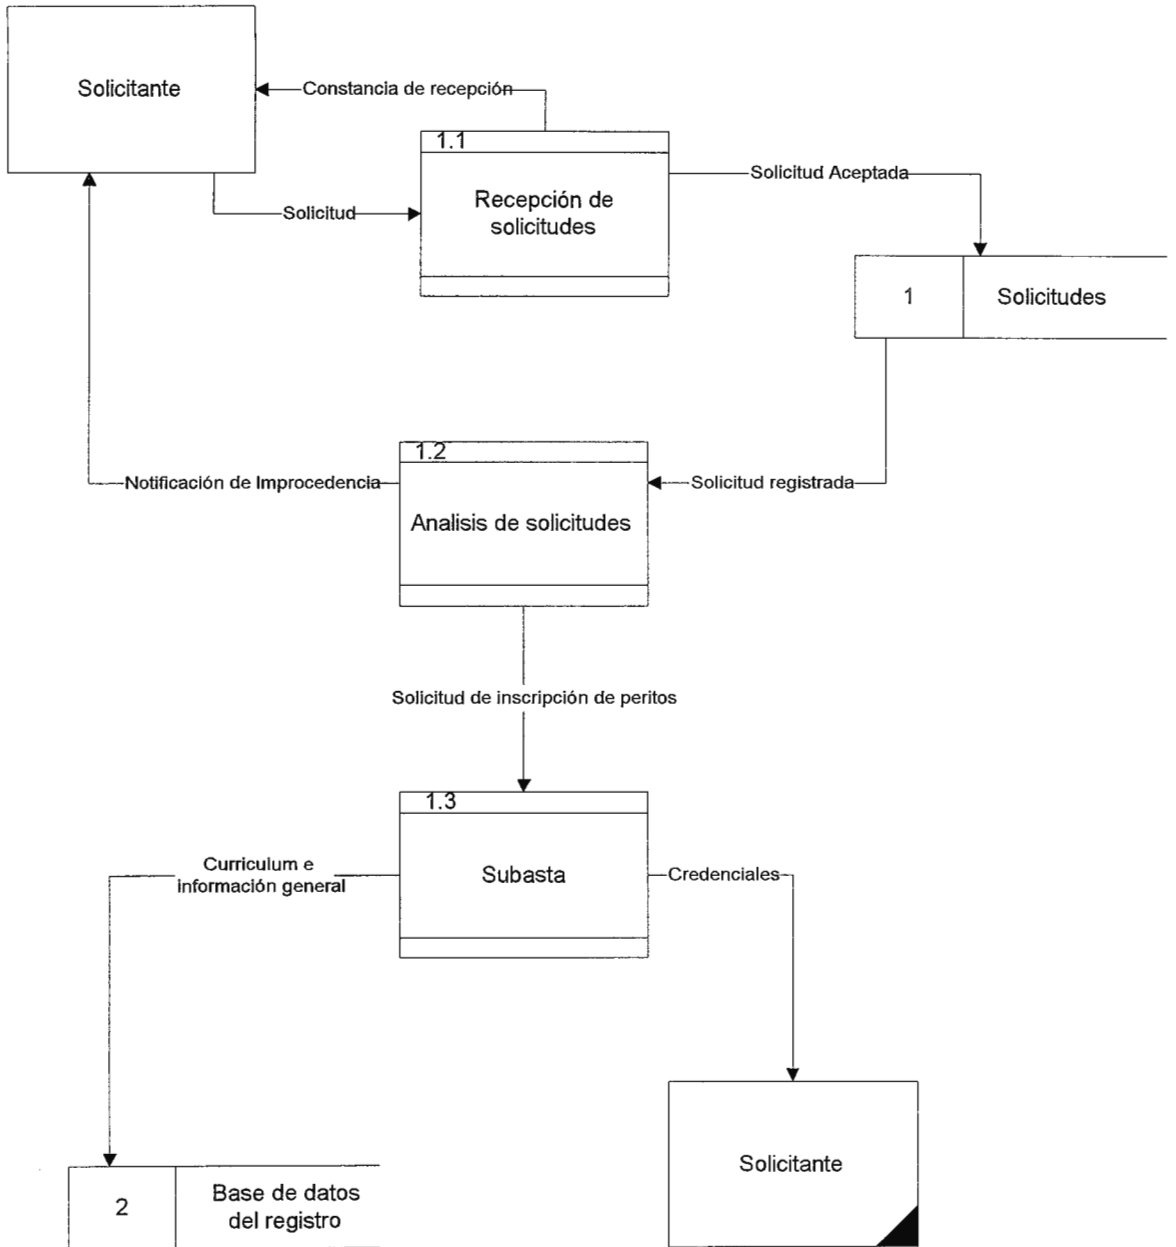 Solicitante
Constancia de recepción
1.1
Solicitud Aceptada
Recepción de
solicitudes
Solicitud
1
Solicitudes
1.2
Notificación de Improcedencia
Solicitud registrada
Analisis de solicitudes
Solicitud de inscripción de peritos
1.3
Curriculum e
información general
Subasta
Credenciales
Solicitante
2
Base de datos
del registro